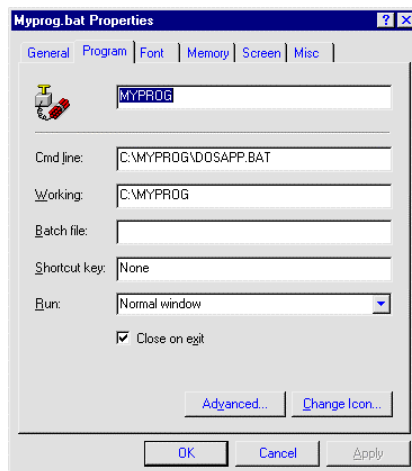 Myprog.bat Properties
General Program Font Memory Screen Misc
MYPROG
Cmd line: C:\MYPROG\DOSAPP.BAT
Working: C:\MYPROG
Batch file:
Shortcut key: None
Run: Normal window
Close on exit
Advanced... Change Icon...
OK Cancel Apply